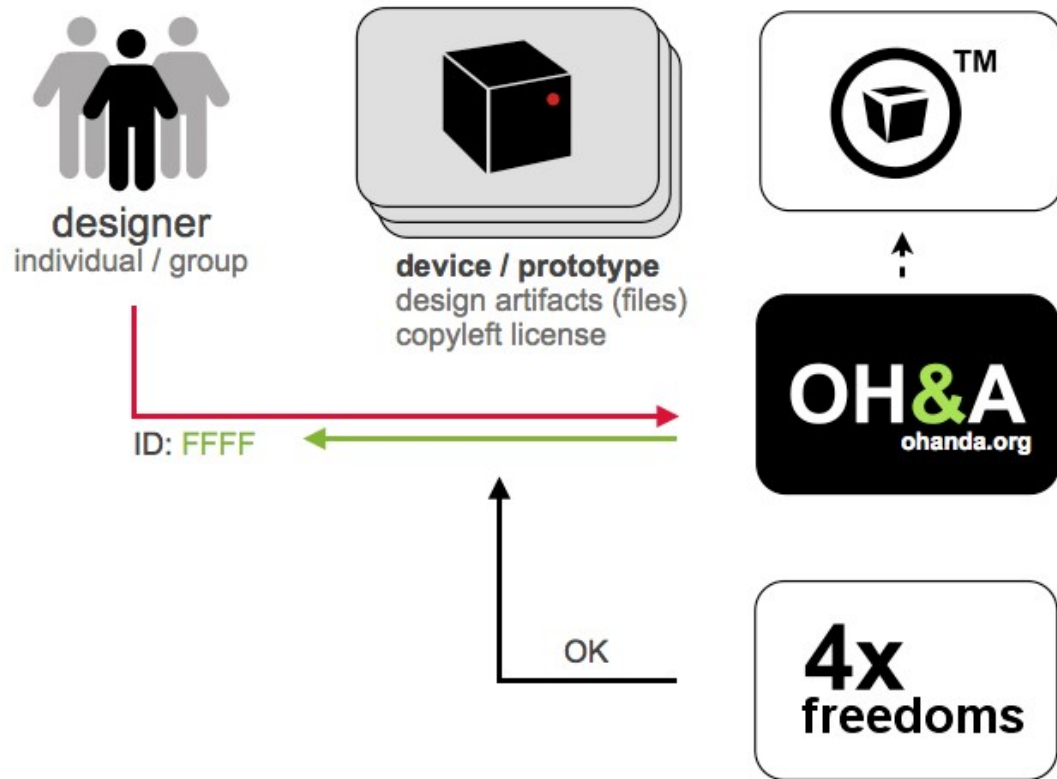 TM
designer
individual / group
device / prototype
design artifacts (files)
copyleft license
OH&A
ohanda.org
ID: FFFF
OK
4x
freedoms